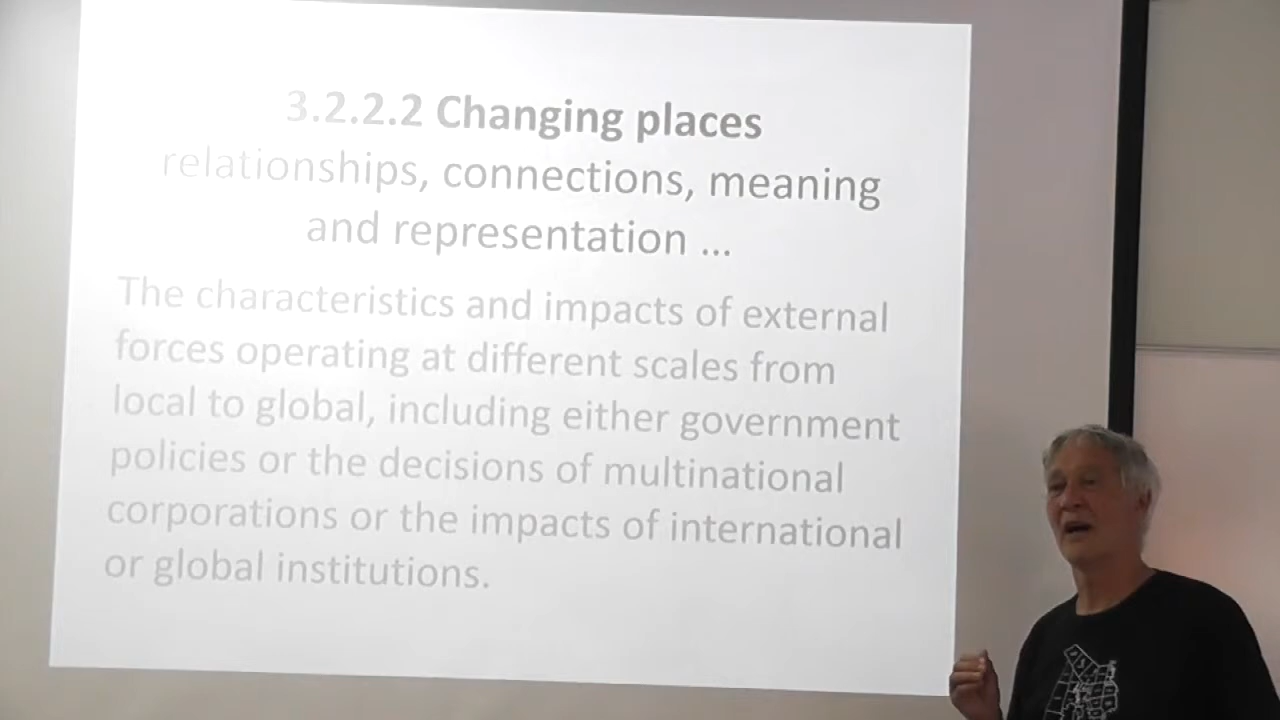 3.2.2.2 Changing places
relationships, connections, meaning
and representation ...
The characteristics and impacts of external
forces operating at different scales from
local to global, including either government
policies or the decisions of multinational
corporations or the impacts of international
or global institutions.